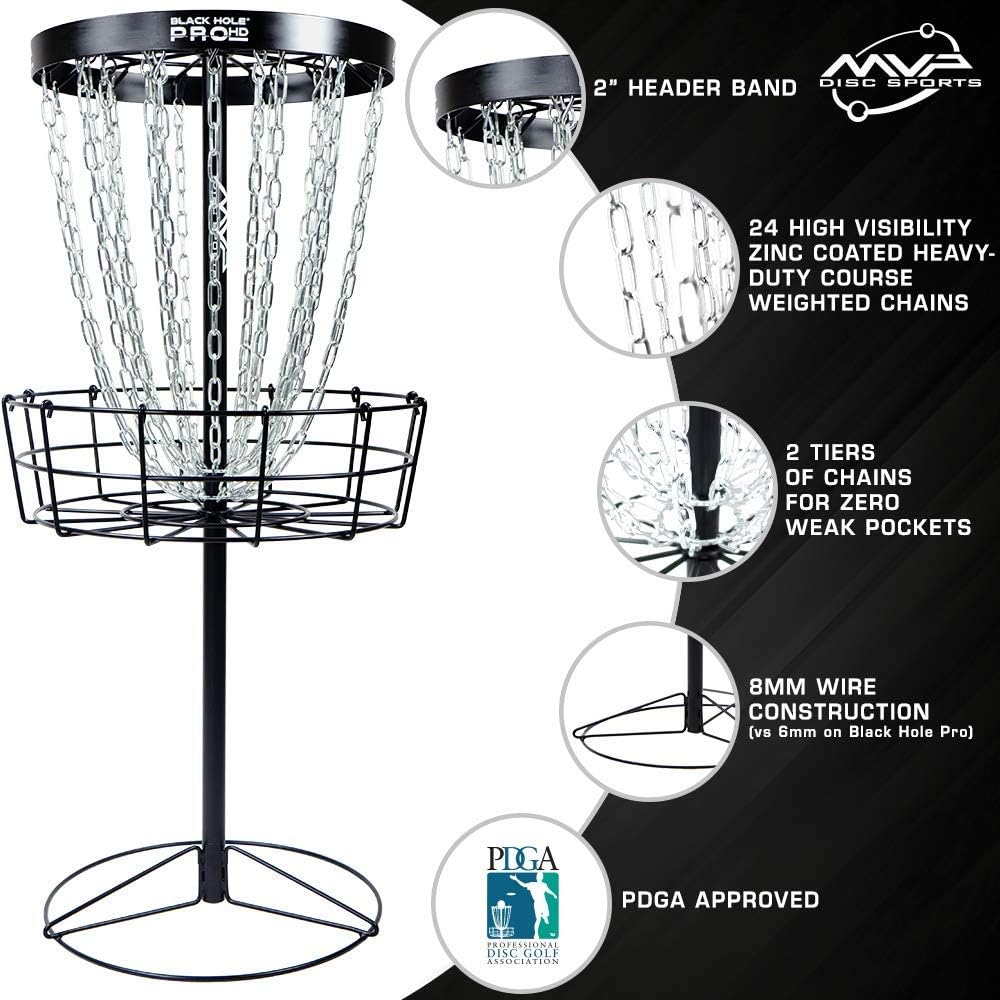 BLACK HOLE®
PRO HD
2” HEADER BAND
MVP
DISC SPORTS
24 HIGH VISIBILITY
ZINC COATED HEAVY-
DUTY COURSE
WEIGHTED CHAINS
2 TIERS
OF CHAINS
FOR ZERO
WEAK POCKETS
8MM WIRE
CONSTRUCTION
(vs 6mm on Black Hole Pro)
PDGA
PROFESSIONAL
DISC GOLF
ASSOCIATION
™
PDGA APPROVED